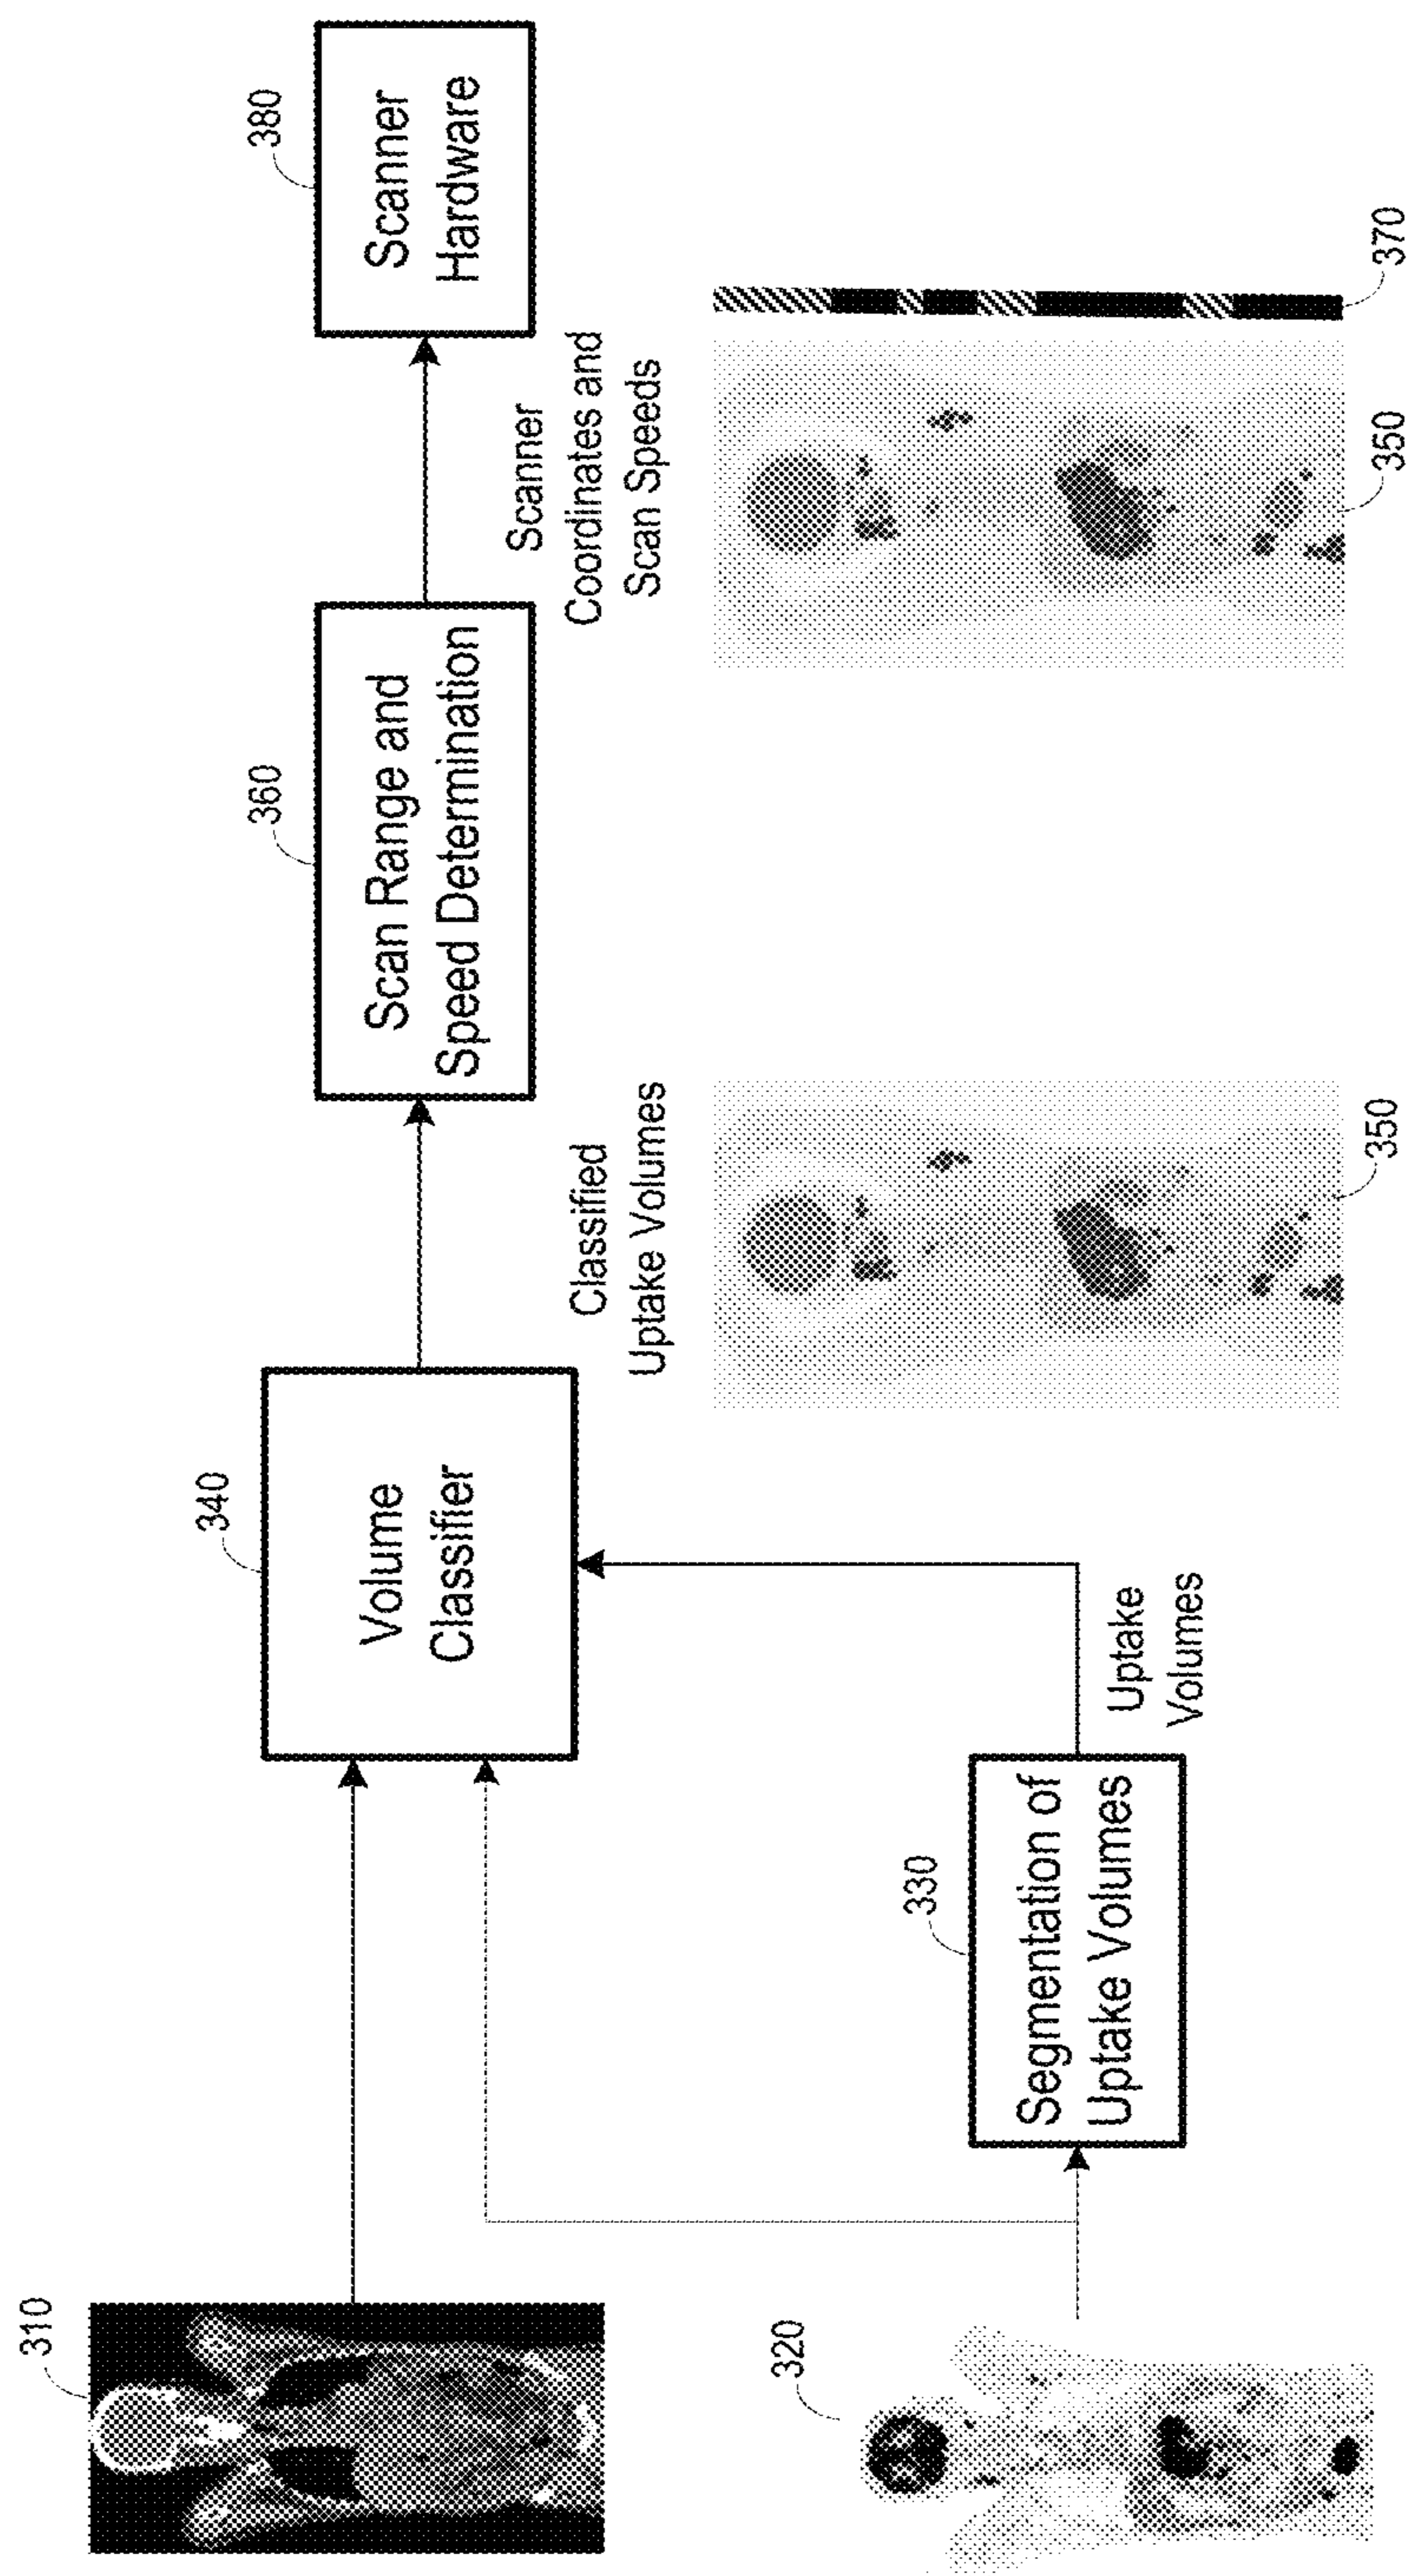 310
320
330
Segmentation of
Uptake Volumes
Uptake
Volumes
340
Volume
Classifier
Classified
Uptake Volumes
350
360
Scan Range and
Speed Determination
Scanner
Coordinates and
Scan Speeds
350
370
380
Scanner
Hardware